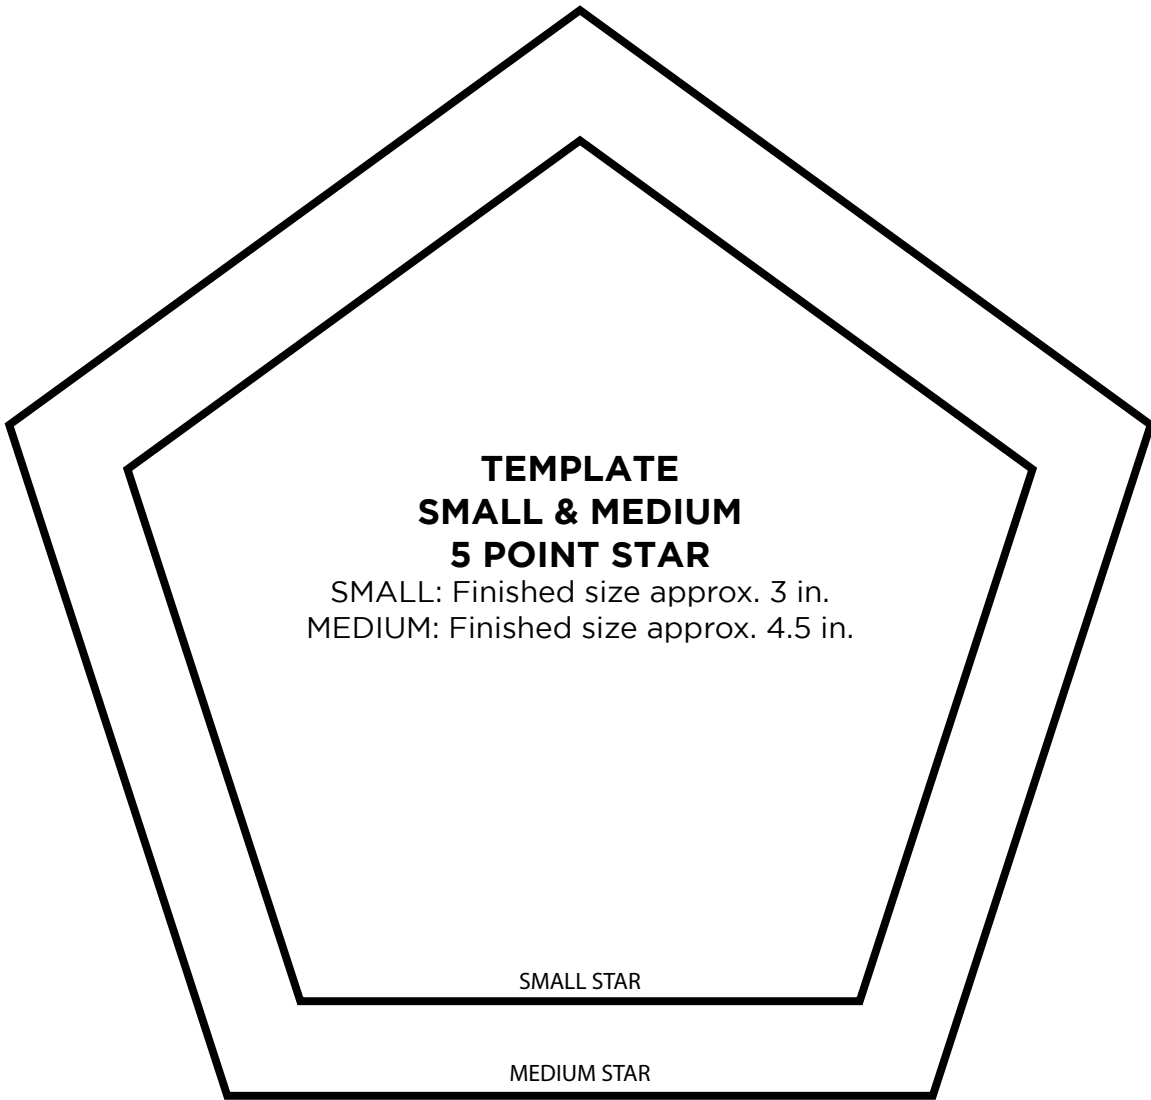 TEMPLATE
SMALL & MEDIUM
5 POINT STAR
SMALL: Finished size approx. 3 in.
MEDIUM: Finished size approx. 4.5 in.
SMALL STAR
MEDIUM STAR